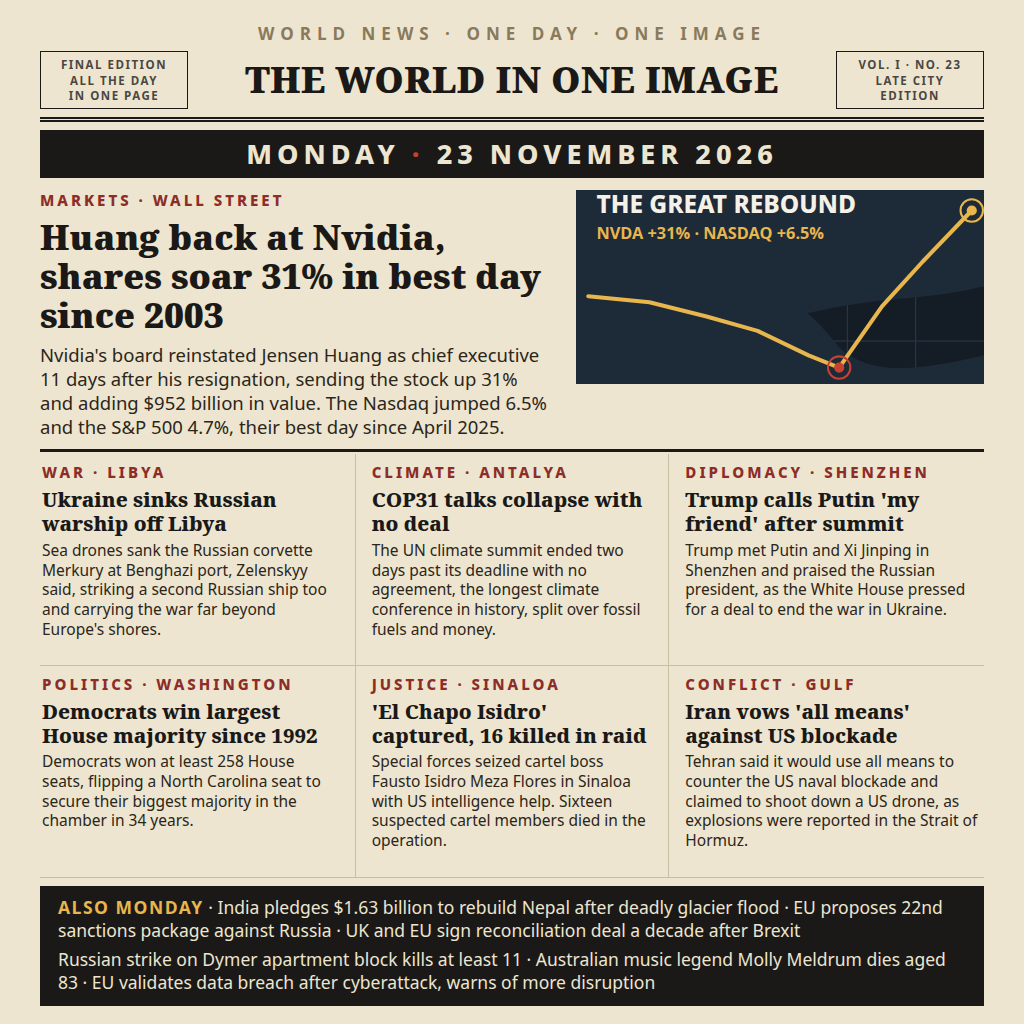 WORLD NEWS · ONE DAY · ONE IMAGE
FINAL EDITION
ALL THE DAY
IN ONE PAGE
THE WORLD IN ONE IMAGE
VOL. I · NO. 23
LATE CITY
EDITION
MONDAY · 23 NOVEMBER 2026
MARKETS · WALL STREET
Huang back at Nvidia,
shares soar 31% in best day
since 2003
Nvidia's board reinstated Jensen Huang as chief executive
11 days after his resignation, sending the stock up 31%
and adding $952 billion in value. The Nasdaq jumped 6.5%
and the S&P 500 4.7%, their best day since April 2025.
THE GREAT REBOUND
NVDA +31% · NASDAQ +6.5%
WAR · LIBYA
Ukraine sinks Russian
warship off Libya
Sea drones sank the Russian corvette
Merkury at Benghazi port, Zelenskyy
said, striking a second Russian ship too
and carrying the war far beyond
Europe's shores.
CLIMATE · ANTALYA
COP31 talks collapse with
no deal
The UN climate summit ended two
days past its deadline with no
agreement, the longest climate
conference in history, split over fossil
fuels and money.
DIPLOMACY · SHENZHEN
Trump calls Putin 'my
friend' after summit
Trump met Putin and Xi Jinping in
Shenzhen and praised the Russian
president, as the White House pressed
for a deal to end the war in Ukraine.
POLITICS · WASHINGTON
Democrats win largest
House majority since 1992
Democrats won at least 258 House
seats, flipping a North Carolina seat to
secure their biggest majority in the
chamber in 34 years.
JUSTICE · SINALOA
'El Chapo Isidro'
captured, 16 killed in raid
Special forces seized cartel boss
Fausto Isidro Meza Flores in Sinaloa
with US intelligence help. Sixteen
suspected cartel members died in the
operation.
CONFLICT · GULF
Iran vows 'all means'
against US blockade
Tehran said it would use all means to
counter the US naval blockade and
claimed to shoot down a US drone, as
explosions were reported in the Strait of
Hormuz.
ALSO MONDAY · India pledges $1.63 billion to rebuild Nepal after deadly glacier flood · EU proposes 22nd
sanctions package against Russia · UK and EU sign reconciliation deal a decade after Brexit
Russian strike on Dymer apartment block kills at least 11 · Australian music legend Molly Meldrum dies aged
83 · EU validates data breach after cyberattack, warns of more disruption